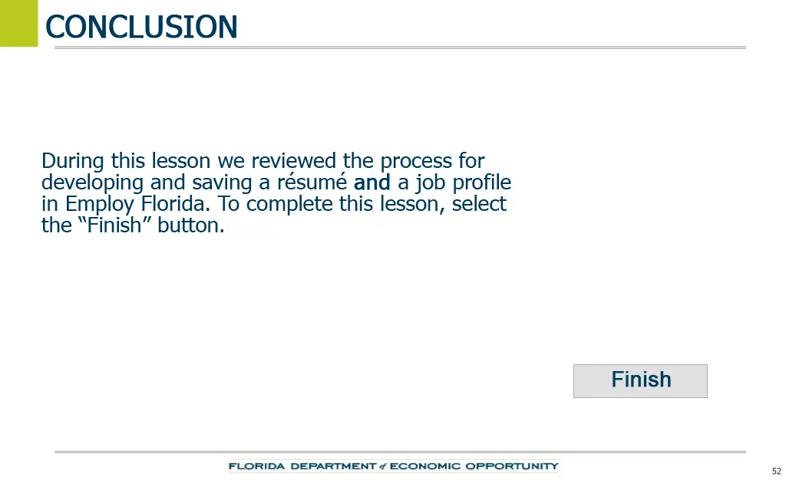 CONCLUSION
During this lesson we reviewed the process for
developing and saving a résumé and a job profile
in Employ Florida. To complete this lesson, select
the “Finish” button.
Finish
FLORIDA DEPARTMENT of ECONOMIC OPPORTUNITY
52